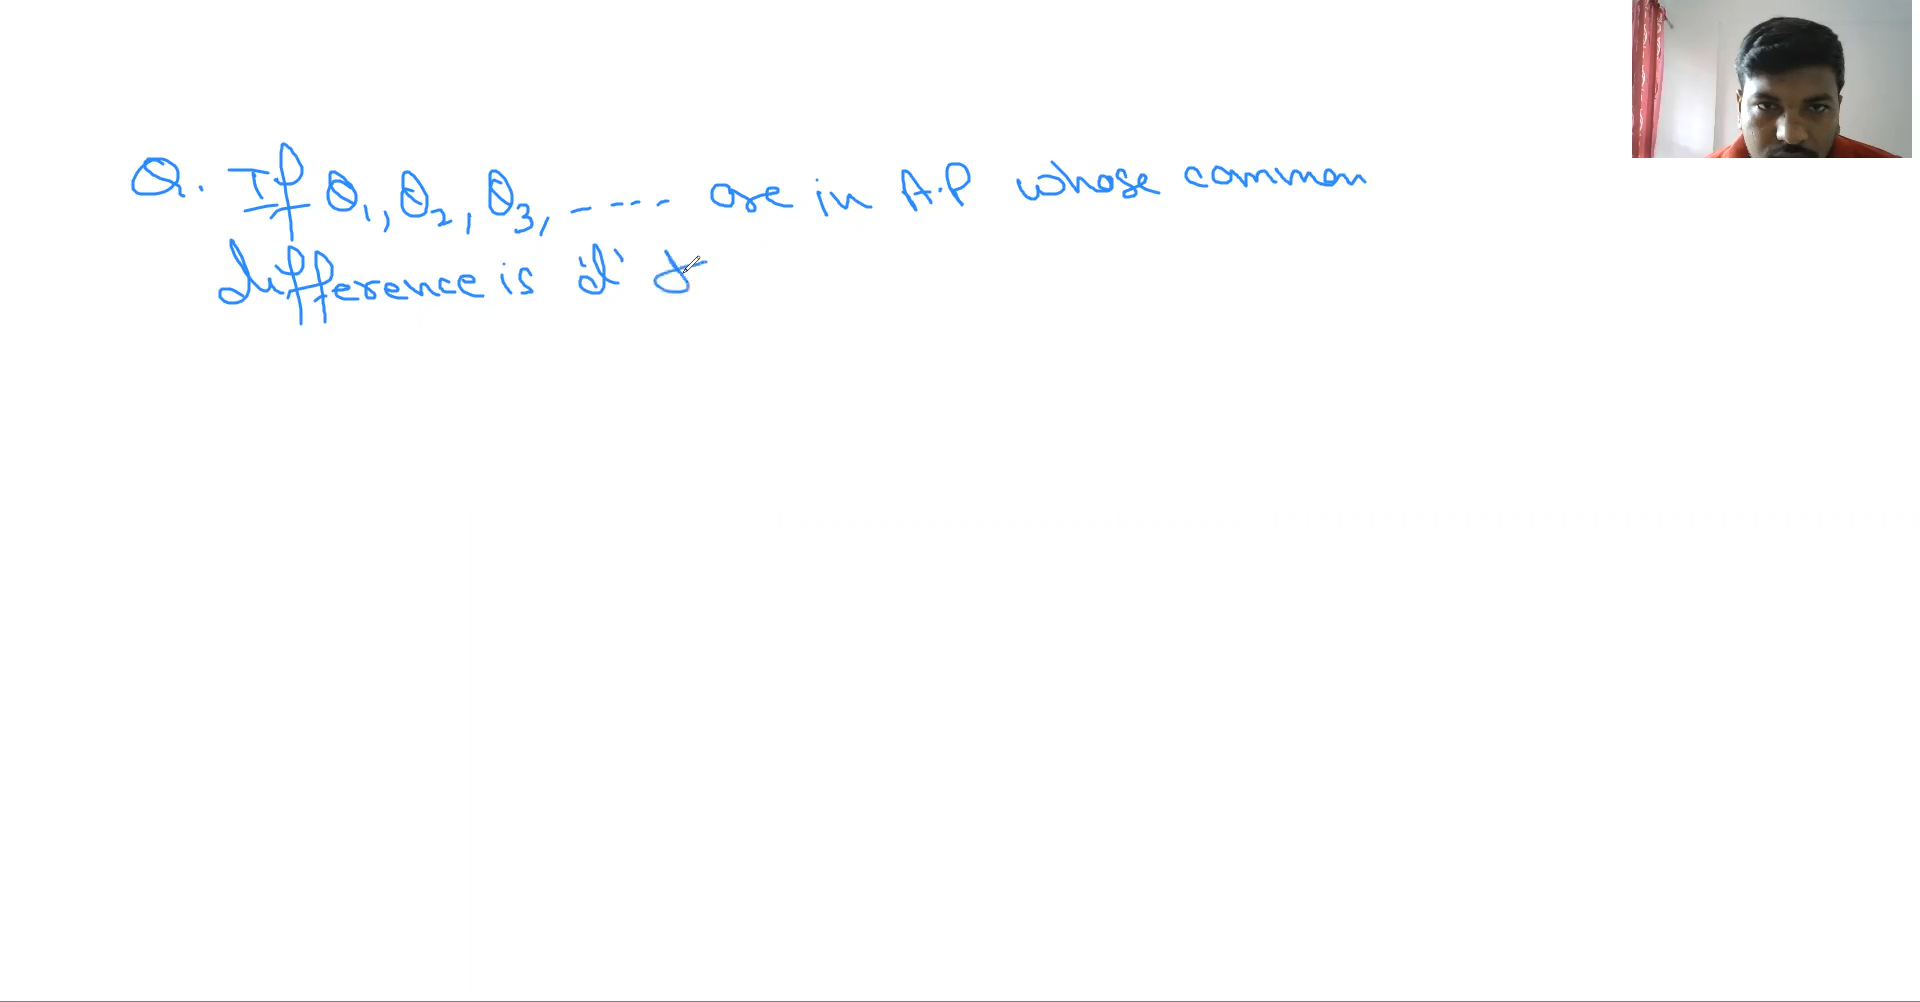 Q. If θ₁, θ₂, θ₃, ---- are in A.P whose common
difference is 'd'